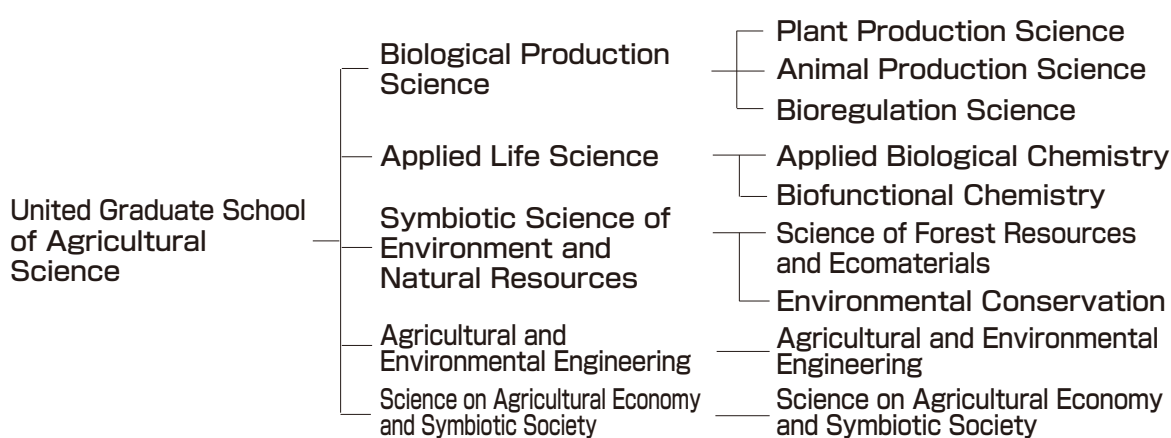 United Graduate School
of Agricultural
Science
Biological Production
Science
Plant Production Science
Animal Production Science
Bioregulation Science
Applied Life Science
Applied Biological Chemistry
Biofunctional Chemistry
Symbiotic Science of
Environment and
Natural Resources
Science of Forest Resources
and Ecomaterials
Environmental Conservation
Agricultural and
Environmental Engineering
Agricultural and Environmental
Engineering
Science on Agricultural Economy
and Symbiotic Society
Science on Agricultural Economy
and Symbiotic Society